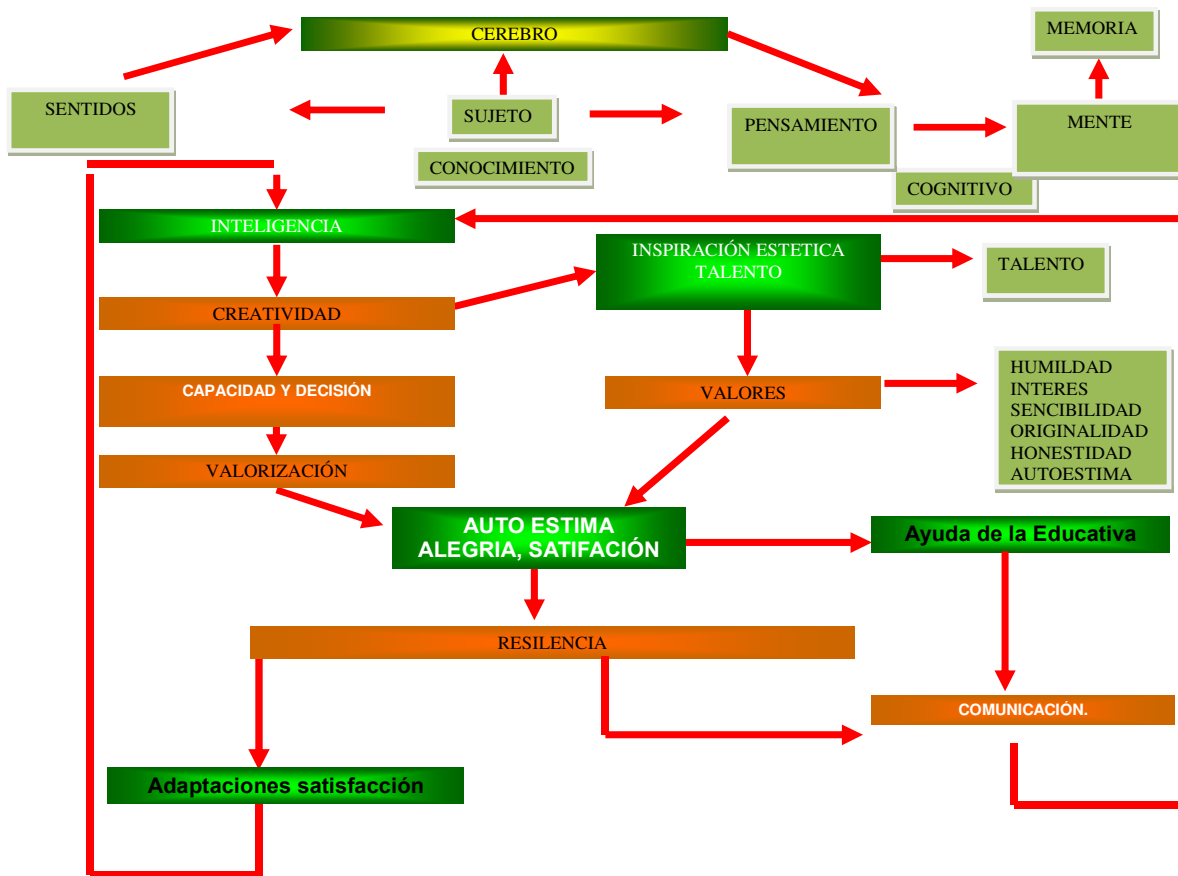 CEREBRO
MEMORIA
SENTIDOS
SUJETO
PENSAMIENTO
MENTE
CONOCIMIENTO
COGNITIVO
INTELIGENCIA
INSPIRACIÓN ESTETICA
TALENTO
TALENTO
CREATIVIDAD
CAPACIDAD Y DECISIÓN
VALORES
HUMILDAD
INTERES
SENCIBILIDAD
ORIGINALIDAD
HONESTIDAD
AUTOESTIMA
VALORIZACIÓN
AUTO ESTIMA
ALEGRIA, SATIFACIÓN
Ayuda de la Educativa
RESILENCIA
COMUNICACIÓN.
Adaptaciones satisfacción